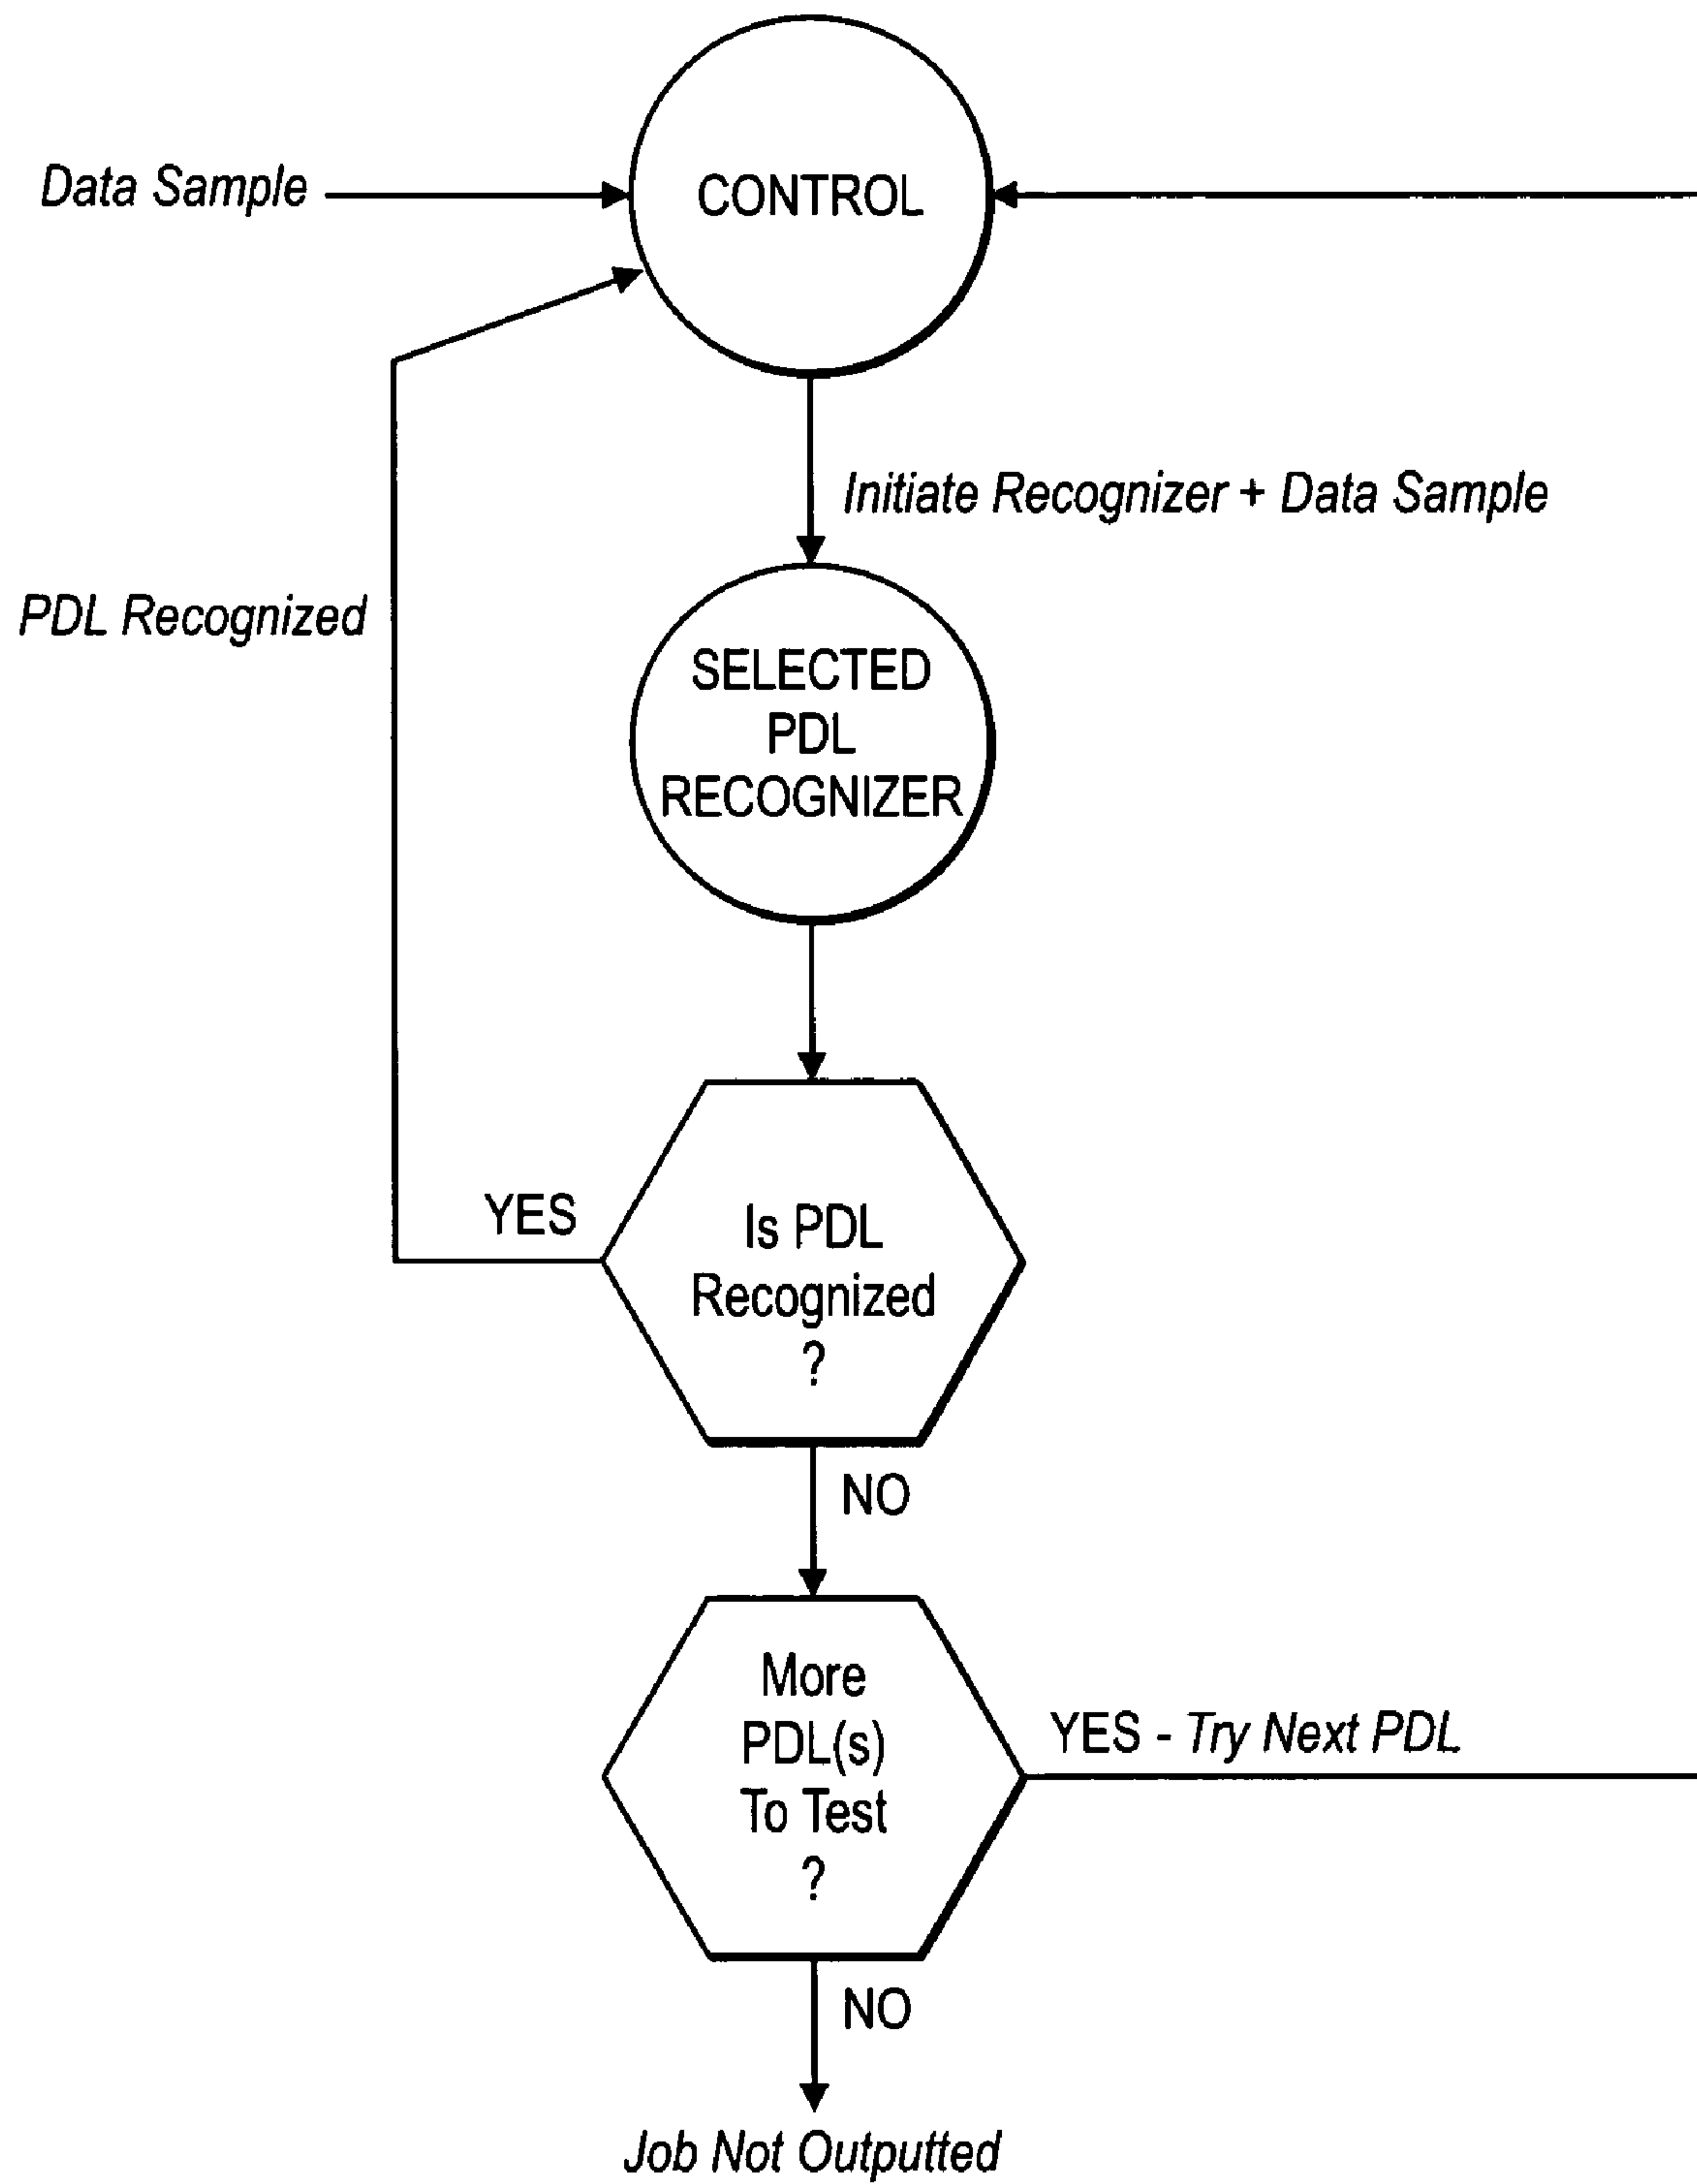 Data Sample
CONTROL
Initiate Recognizer + Data Sample
PDL Recognized
SELECTED
PDL
RECOGNIZER
YES
Is PDL
Recognized
?
NO
More
PDL(s)
To Test
?
YES - Try Next PDL
NO
Job Not Outputted